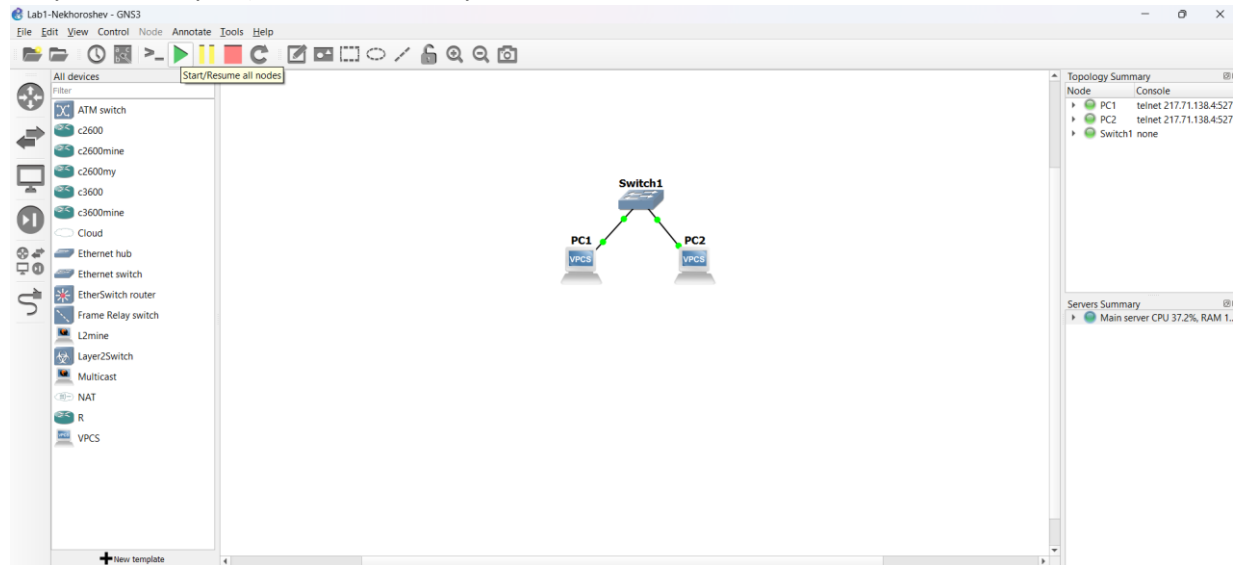 Lab1-Nekhoroshev - GNS3
File Edit View Control Node Annotate Tools Help
Start/Resume all nodes
All devices
Filter
ATM switch
c2600
c2600mine
c2600my
c3600
c3600mine
Cloud
Ethernet hub
Ethernet switch
EtherSwitch router
Frame Relay switch
L2mine
Layer2Switch
Multicast
NAT
R
VPCS
New template
Switch1
PC1 PC2
VPCS VPCS
Topology Summary
Node Console
PC1 telnet 217.71.138.4:527
PC2 telnet 217.71.138.4:527
Switch1 none
Servers Summary
Main server CPU 37.2%, RAM 1...